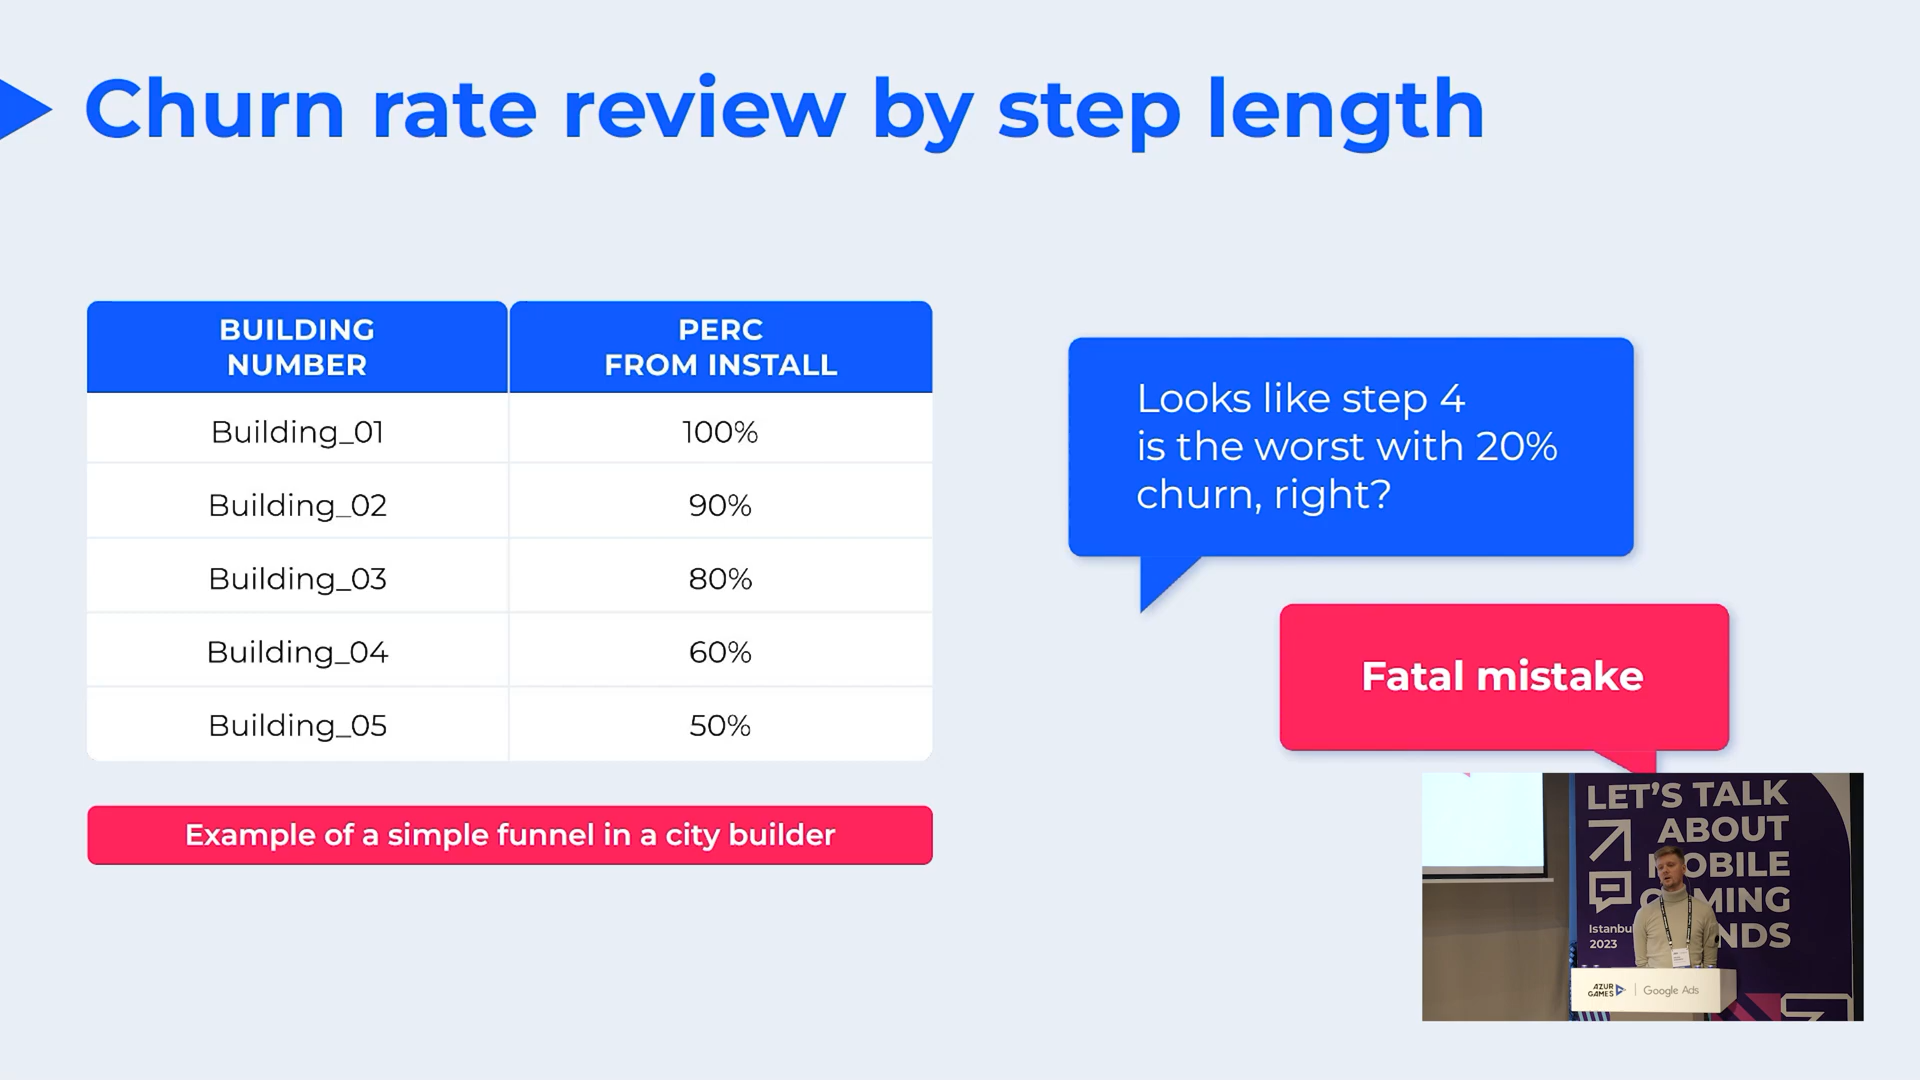 Churn rate review by step length
BUILDING
NUMBER
PERC
FROM INSTALL
Building_01
100%
Building_02
90%
Building_03
80%
Building_04
60%
Building_05
50%
Example of a simple funnel in a city builder
Looks like step 4
is the worst with 20%
churn, right?
Fatal mistake
LET'S TALK
ABOUT
OBILE
MING
NDS
Istanbu
2023
AZUR
GAMES
Google Ads